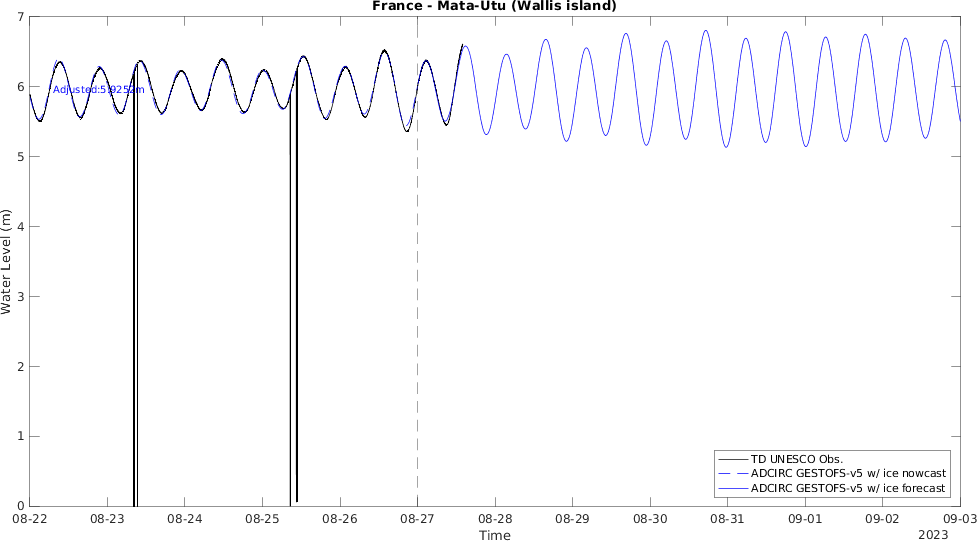 France - Mata-Utu (Wallis island)
7
6
5
4
3
2
1
0
Water Level (m)
Adjusted:5.9252m
TD UNESCO Obs.
ADCIRC GESTOFS-v5 w/ ice nowcast
ADCIRC GESTOFS-v5 w/ ice forecast
08-22 08-23 08-24 08-25 08-26 08-27 08-28 08-29 08-30 08-31 09-01 09-02 09-03
Time
2023